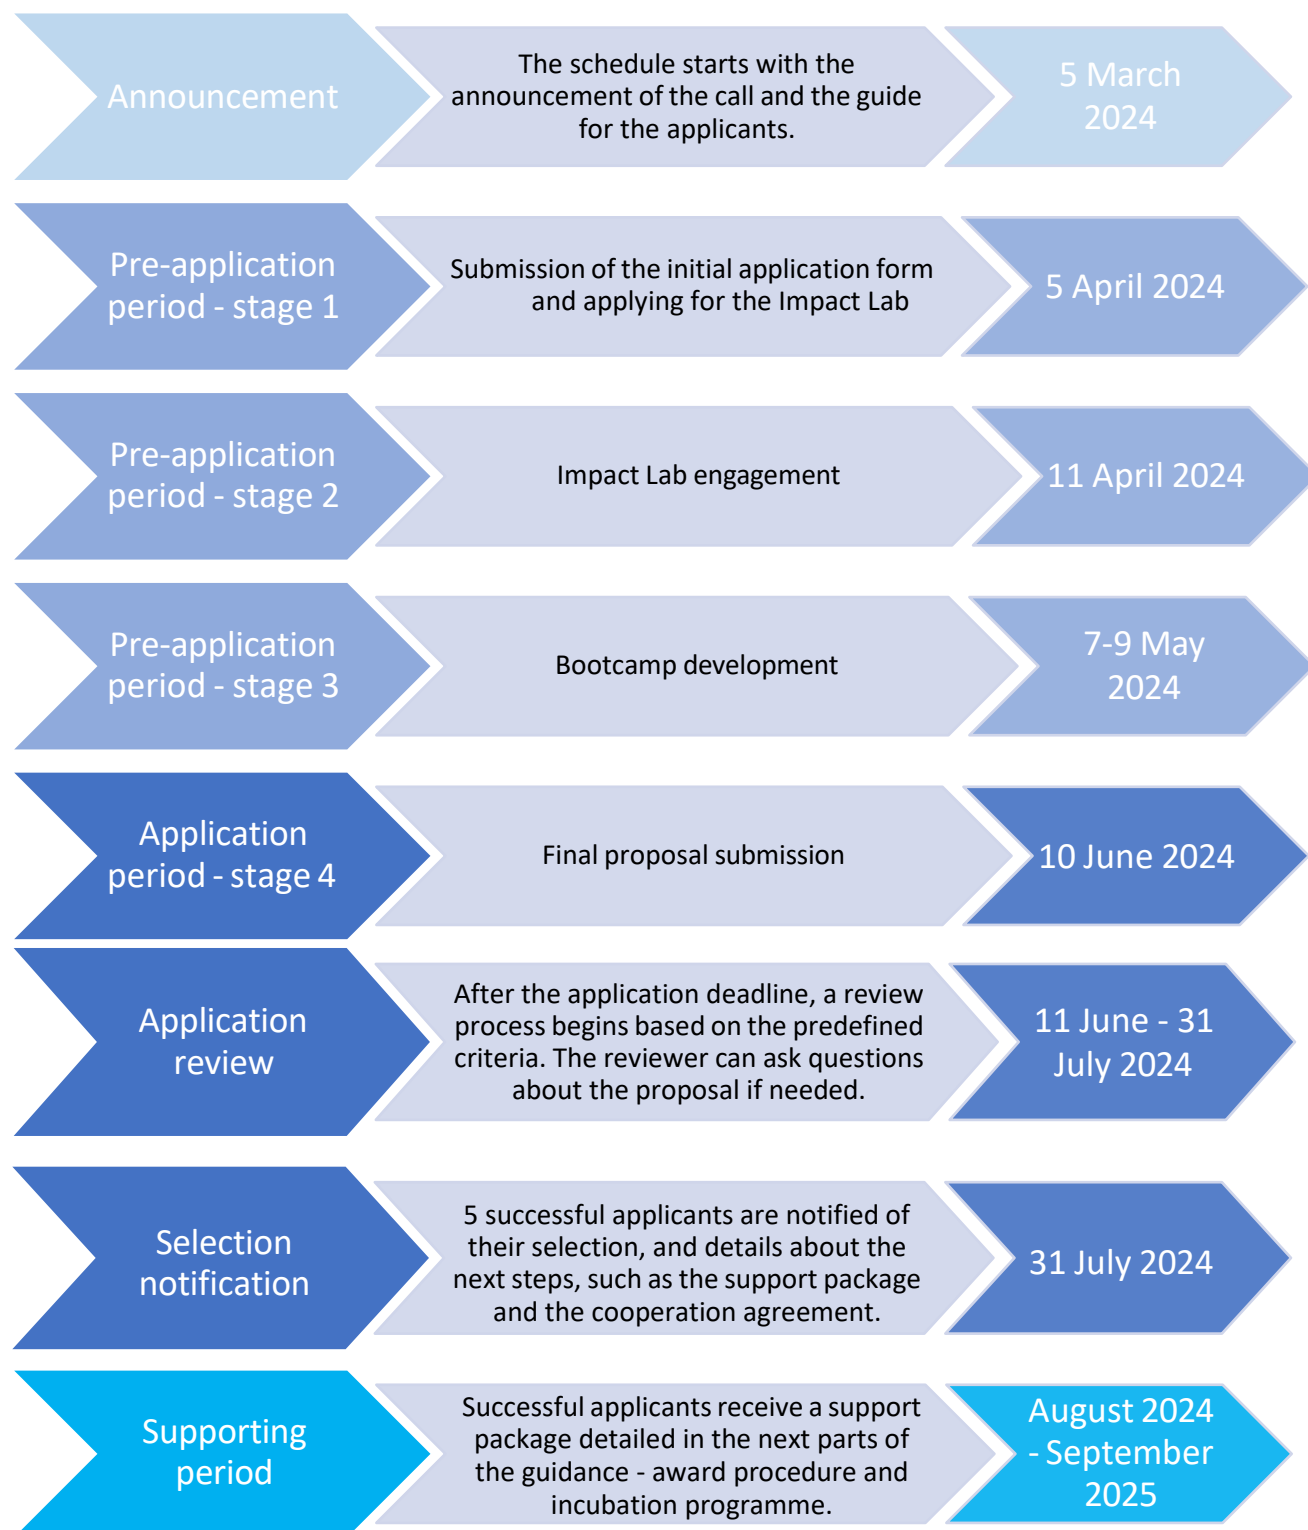 Announcement
The schedule starts with the
announcement of the call and the guide
for the applicants.
5 March
2024
Pre-application
period - stage 1
Submission of the initial application form
and applying for the Impact Lab
5 April 2024
Pre-application
period - stage 2
Impact Lab engagement
11 April 2024
Pre-application
period - stage 3
Bootcamp development
7-9 May
2024
Application
period - stage 4
Final proposal submission
10 June 2024
Application
review
After the application deadline, a review
process begins based on the predefined
criteria. The reviewer can ask questions
about the proposal if needed.
11 June - 31
July 2024
Selection
notification
5 successful applicants are notified of
their selection, and details about the
next steps, such as the support package
and the cooperation agreement.
31 July 2024
Supporting
period
Successful applicants receive a support
package detailed in the next parts of
the guidance - award procedure and
incubation programme.
August 2024
- September
2025